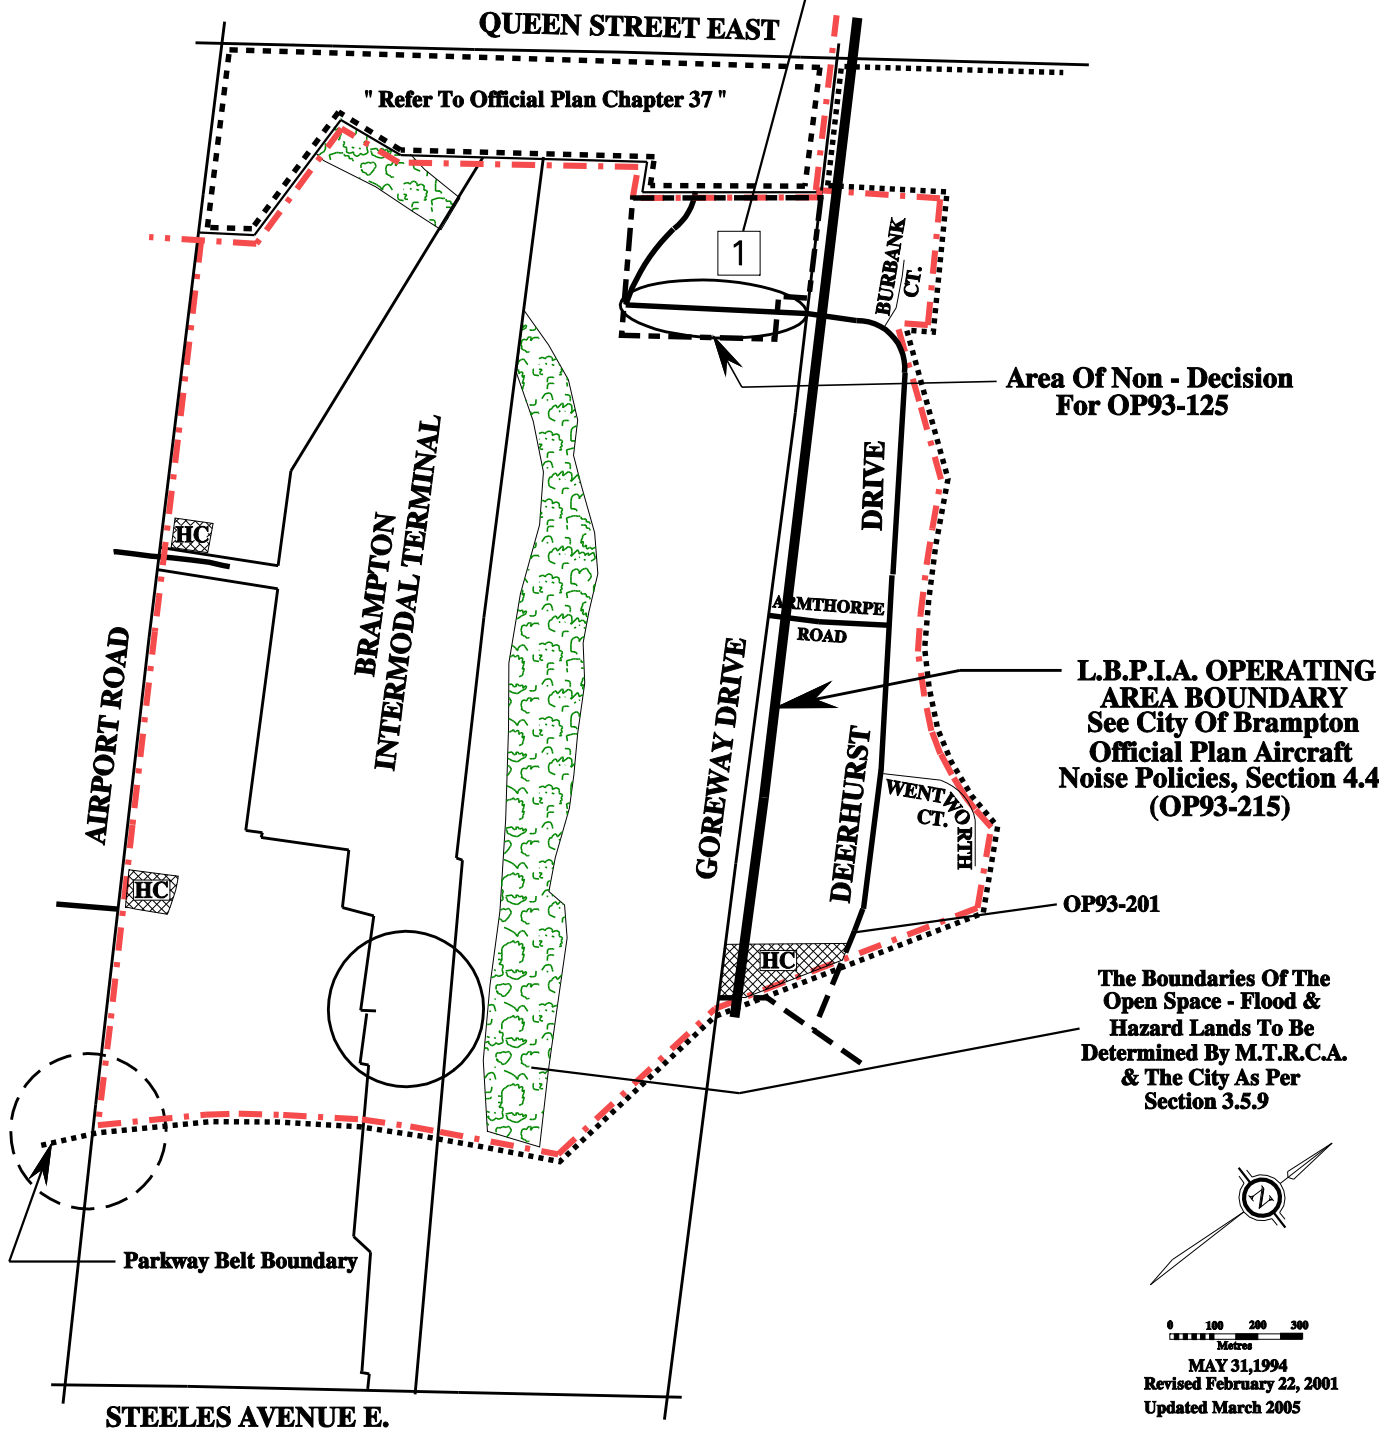 QUEEN STREET EAST
" Refer To Official Plan Chapter 37 "
1
BURBANK
CT.
Area Of Non - Decision
For OP93-125
BRAMPTON
INTERMODAL TERMINAL
DRIVE
HC
ARMTHORPE
ROAD
AIRPORT ROAD
GOREWAY DRIVE
L.B.P.I.A. OPERATING
AREA BOUNDARY
See City Of Brampton
Official Plan Aircraft
Noise Policies, Section 4.4
(OP93-215)
DEERHURST
WENTWORTH
CT.
HC
OP93-201
HC
The Boundaries Of The
Open Space - Flood &
Hazard Lands To Be
Determined By M.T.R.C.A.
& The City As Per
Section 3.5.9
N
Parkway Belt Boundary
0 100 200 300
Metres
MAY 31,1994
Revised February 22, 2001
Updated March 2005
STEELES AVENUE E.